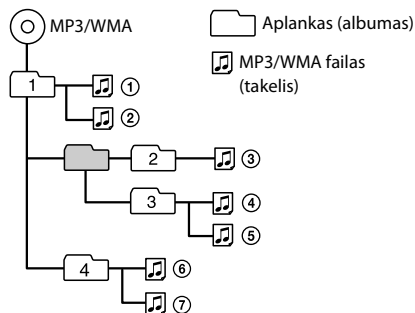 MP3/WMA
Aplankas (albumas)
MP3/WMA failas
(takelis)
1
①
②
2
③
3
④
⑤
4
⑥
⑦